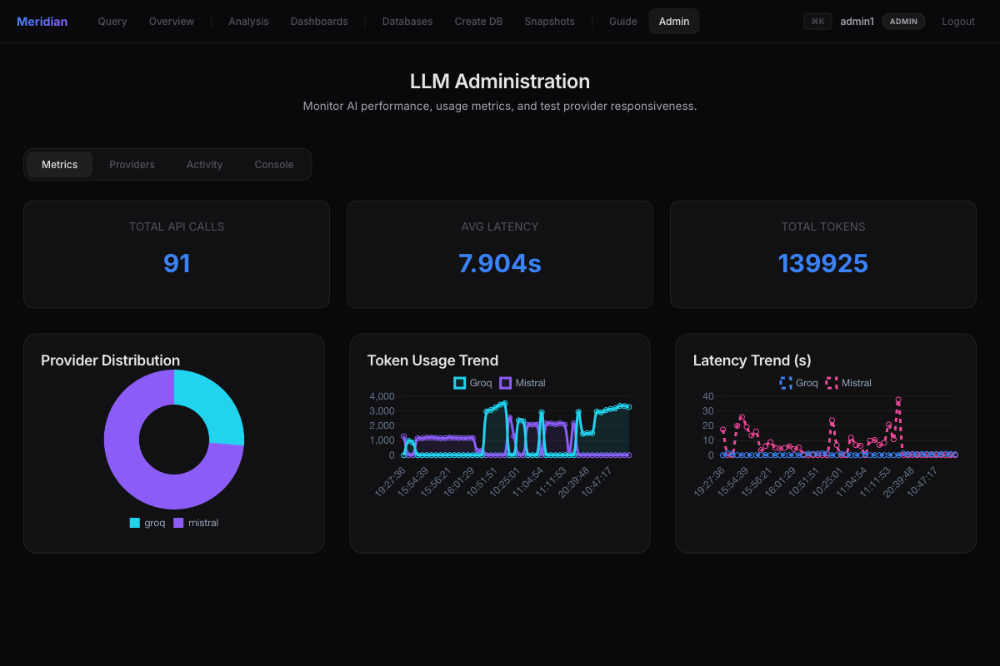 Meridian Query Overview Analysis Dashboards Databases Create DB Snapshots Guide Admin ⌘K admin1 ADMIN Logout
LLM Administration
Monitor AI performance, usage metrics, and test provider responsiveness.
Metrics Providers Activity Console
TOTAL API CALLS
91
AVG LATENCY
7.904s
TOTAL TOKENS
139925
Provider Distribution
groq mistral
Token Usage Trend
Groq Mistral
4,000
3,000
2,000
1,000
0
19:27:36 15:54:39 15:56:21 16:01:29 10:51:51 10:25:01 11:04:54 11:11:53 20:39:48 10:47:17
Latency Trend (s)
Groq Mistral
40
30
20
10
0
19:27:36 15:54:39 15:56:21 16:01:29 10:51:51 10:25:01 11:04:54 11:11:53 20:39:48 10:47:17